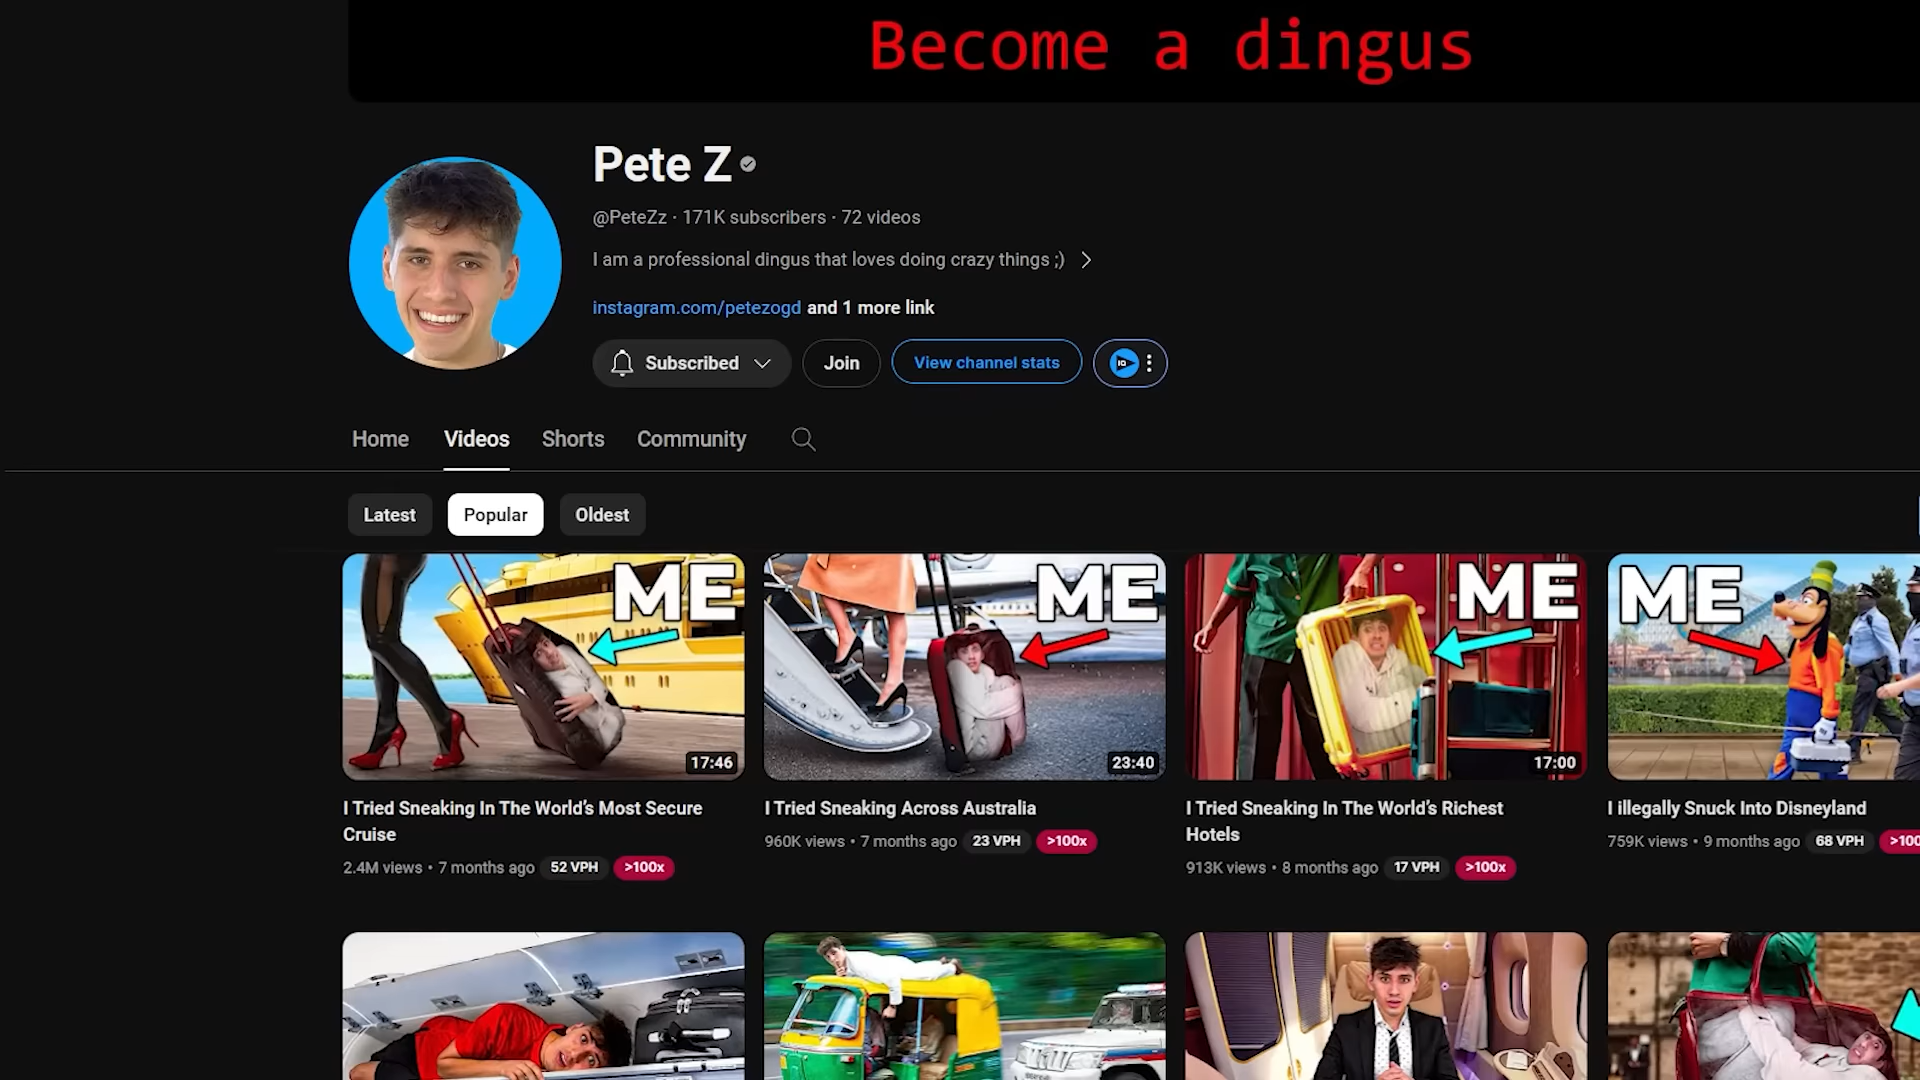 Become a dingus
Pete Z
@PeteZz · 171K subscribers · 72 videos
I am a professional dingus that loves doing crazy things ;)
instagram.com/petezogd and 1 more link
Subscribed
Join
View channel stats
IQ
Home
Videos
Shorts
Community
Latest
Popular
Oldest
ME
17:46
ME
23:40
ME
17:00
ME
I Tried Sneaking In The World's Most Secure
Cruise
2.4M views • 7 months ago 52 VPH >100x
I Tried Sneaking Across Australia
960K views • 7 months ago 23 VPH >100x
I Tried Sneaking In The World's Richest
Hotels
913K views • 8 months ago 17 VPH >100x
I illegally Snuck Into Disneyland
759K views • 9 months ago 68 VPH >100